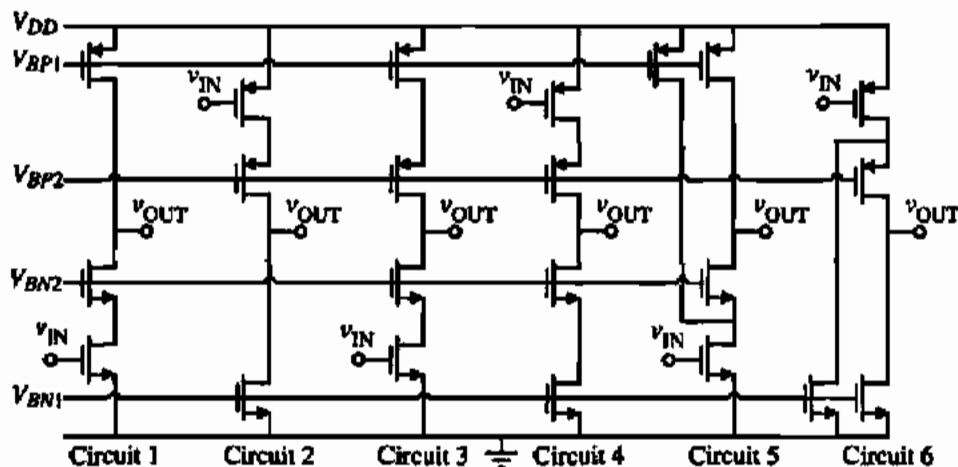 VDD
VBP1
vIN
vIN
vIN
VBP2
vOUT
vOUT
vOUT
vOUT
vOUT
vOUT
VBN2
vIN
vIN
vIN
VBN1
Circuit 1
Circuit 2
Circuit 3
Circuit 4
Circuit 5
Circuit 6